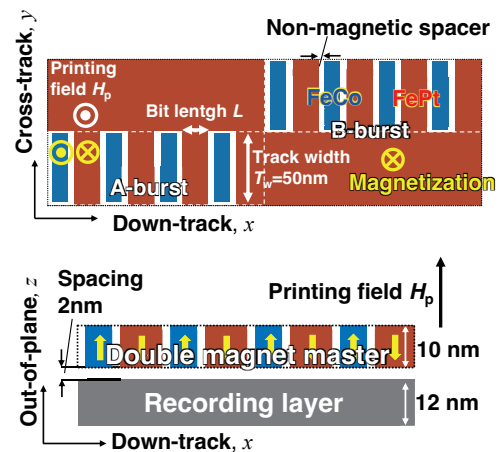 Non-magnetic spacer
Cross-track, y
Printing
field Hp
Bit lentgh L
FeCo
FePt
B-burst
A-burst
Track width
Tw=50nm
Magnetization
Down-track, x
Spacing
2nm
Printing field Hp
Out-of-plane, z
Double magnet master
10 nm
Recording layer
12 nm
Down-track, x